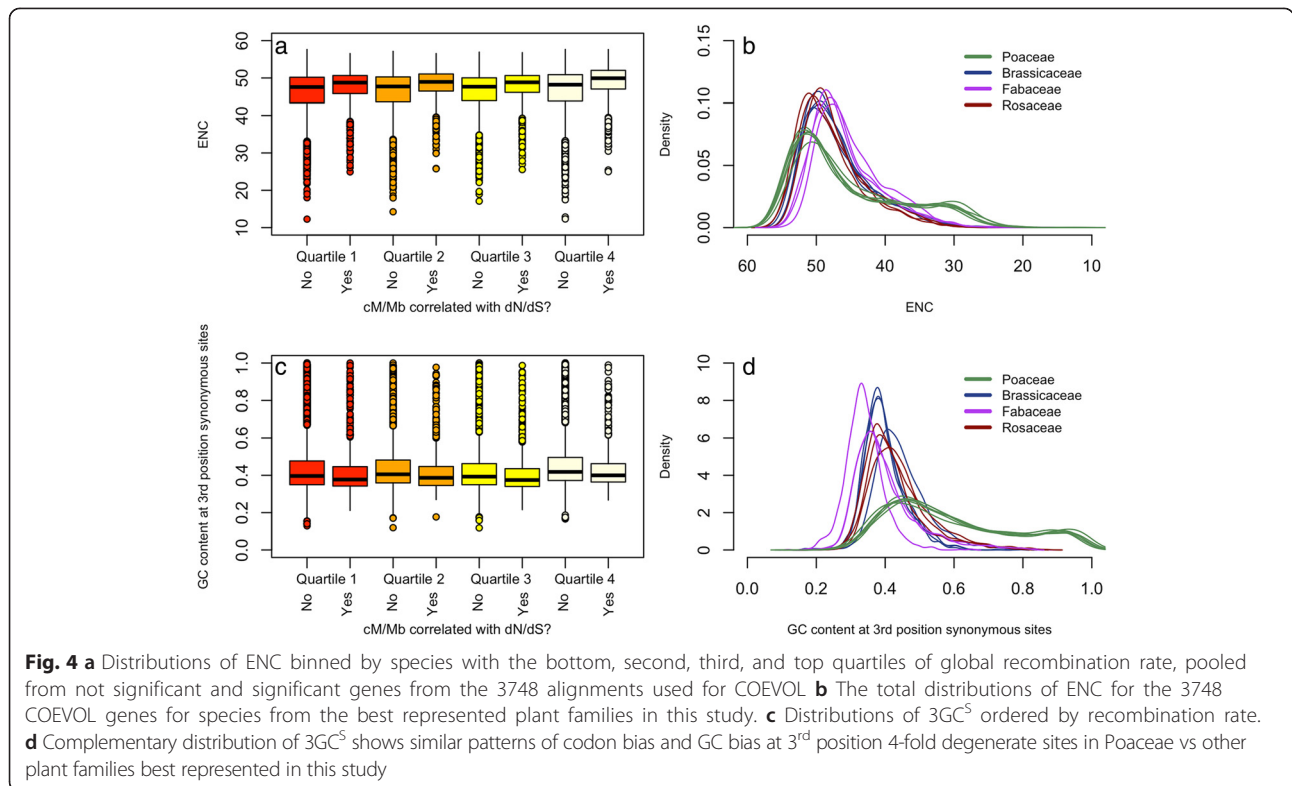 a
ENC
60
50
40
30
20
10
Quartile 1 Quartile 2 Quartile 3 Quartile 4
No Yes No Yes No Yes No Yes
cM/Mb correlated with dN/dS?
b
Density
0.15
0.10
0.05
0.00
Poaceae
Brassicaceae
Fabaceae
Rosaceae
60 50 40 30 20 10
ENC
c
GC content at 3rd position synonymous sites
1.0
0.8
0.6
0.4
0.2
0.0
Quartile 1 Quartile 2 Quartile 3 Quartile 4
No Yes No Yes No Yes No Yes
cM/Mb correlated with dN/dS?
d
Density
10
8
6
4
2
0
Poaceae
Brassicaceae
Fabaceae
Rosaceae
0.0 0.2 0.4 0.6 0.8 1.0
GC content at 3rd position synonymous sites
Fig. 4 a Distributions of ENC binned by species with the bottom, second, third, and top quartiles of global recombination rate, pooled
from not significant and significant genes from the 3748 alignments used for COEVOL b The total distributions of ENC for the 3748
COEVOL genes for species from the best represented plant families in this study. c Distributions of 3GCS ordered by recombination rate.
d Complementary distribution of 3GCS shows similar patterns of codon bias and GC bias at 3rd position 4-fold degenerate sites in Poaceae vs other
plant families best represented in this study